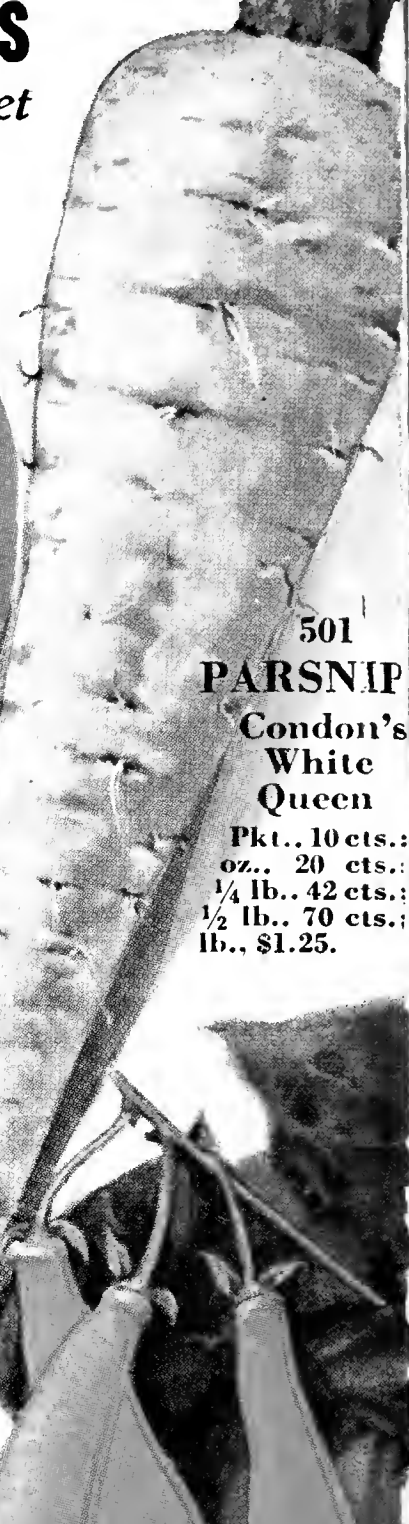 S
et
501
PARSNIP
Condon's
White
Queen
Pkt., 10 cts.;
oz., 20 cts.;
¼ lb., 42 cts.;
½ lb., 70 cts.;
lb., $1.25.